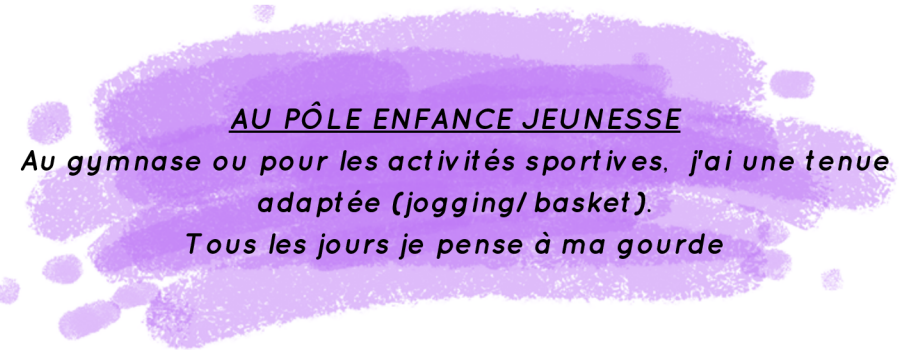 AU PÔLE ENFANCE JEUNESSE
Au gymnase ou pour les activités sportives, j'ai une tenue
adaptée (jogging/ basket).
Tous les jours je pense à ma gourde